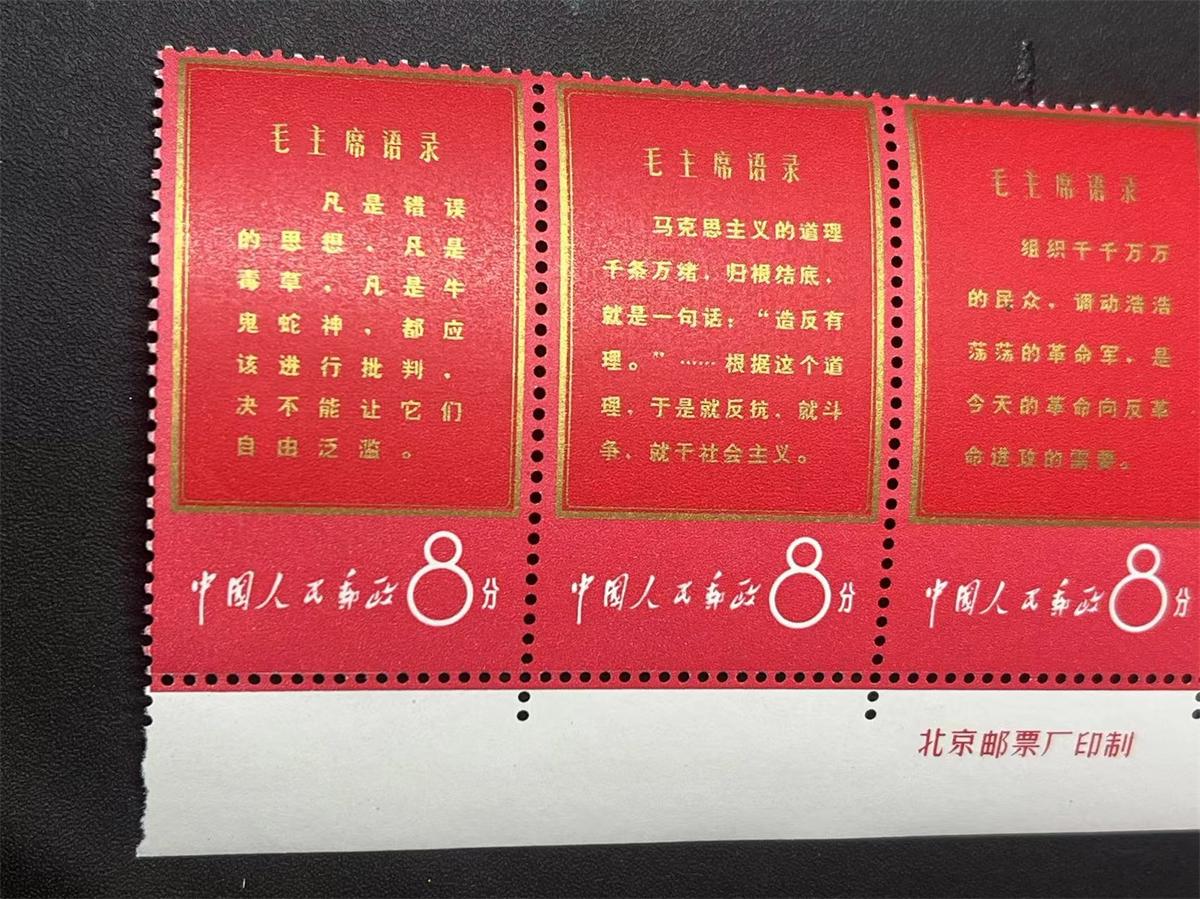 毛主席语录
凡是错误
的思想，凡是
毒草，凡是牛
鬼蛇神，都应
该进行批判，
决不能让它们
自由泛滥。
中国人民邮政8分
毛主席语录
马克思主义的道理
千条万绪，归根结底，
就是一句话：“造反有
理。”……根据这个道
理，于是就反抗，就斗
争，就干社会主义。
中国人民邮政8分
毛主席语录
组织千千万万
的民众，调动浩浩
荡荡的革命军，是
今天的革命向反革
命进攻的需要。
中国人民邮政8分
北京邮票厂印制